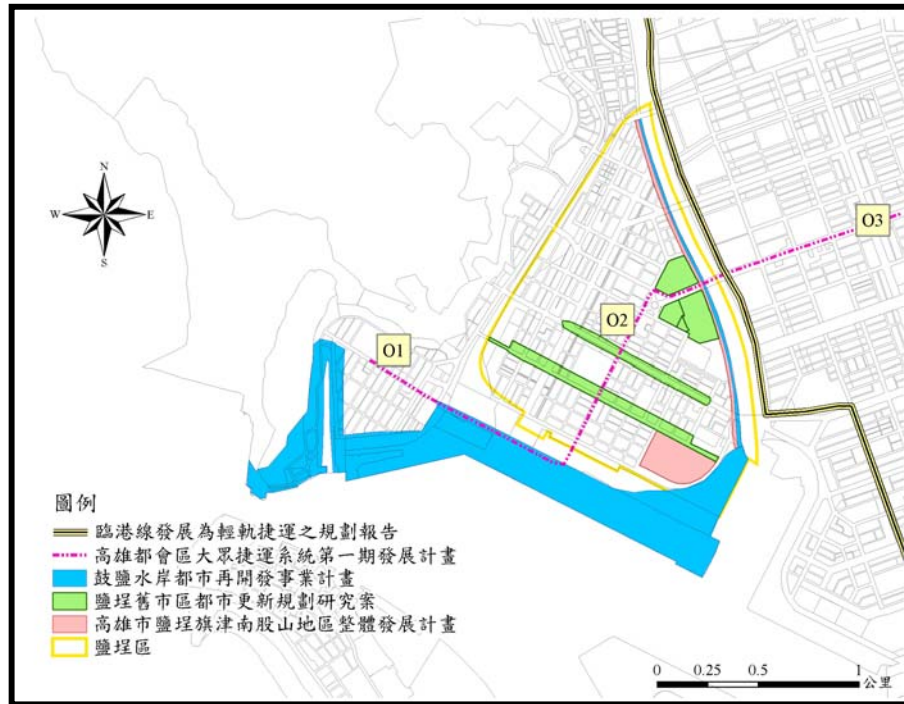 N
W E
S
O3
O2
O1
圖例
臨港線發展為輕軌捷運之規劃報告
高雄都會區大眾捷運系統第一期發展計畫
鼓鹽水岸都市再開發事業計畫
鹽埕舊市區都市更新規劃研究案
高雄市鹽埕旗津南股山地區整體發展計畫
鹽埕區
0 0.25 0.5 1
公里